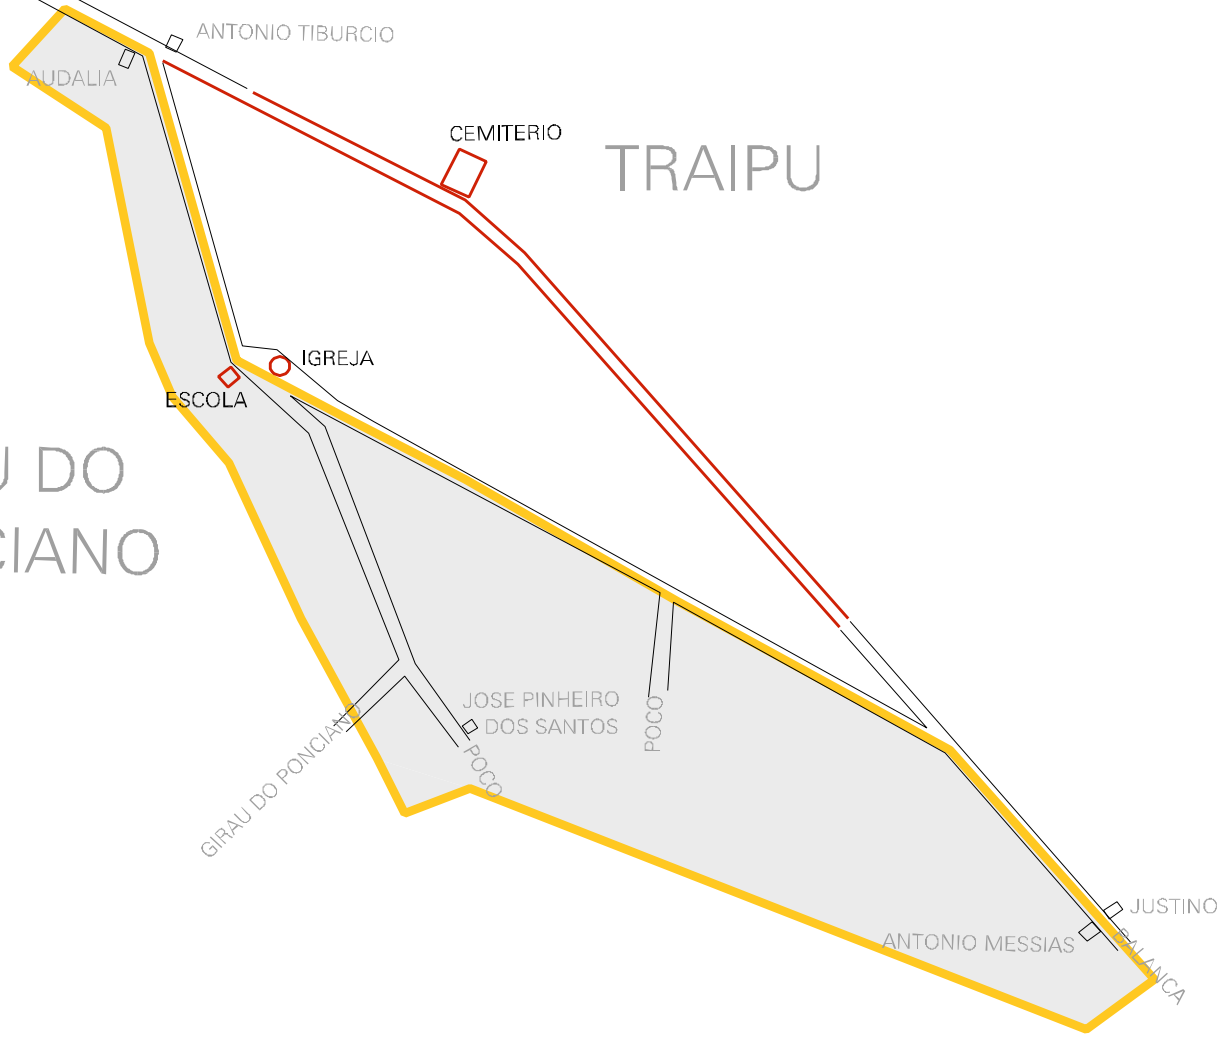 ANTONIO TIBURCIO
AUDALIA
CEMITERIO
TRAIPU
IGREJA
ESCOLA
DO
CIANO
JOSE PINHEIRO
DOS SANTOS
POCO
GIRAU DO PONCIANO
POCO
JUSTINO
ANTONIO MESSIAS
BALANCA